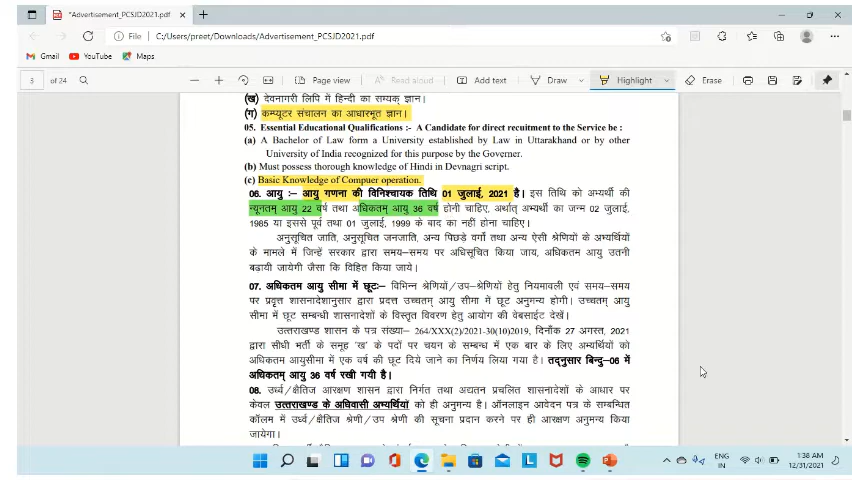 *Advertisement_PCSJD2021.pdf
File C:/Users/preet/Downloads/Advertisement_PCSJD2021.pdf
Gmail YouTube Maps
3 of 24 Page view Read aloud Add text Draw Highlight Erase
(ख) देवनागरी लिपि में हिन्दी का सम्यक् ज्ञान।
(ग) कम्प्यूटर संचालन का आधारभूत ज्ञान।
05. Essential Educational Qualifications :- A Candidate for direct recuitment to the Service be :
(a) A Bachelor of Law form a University established by Law in Uttarakhand or by other
University of India recognized for this purpose by the Governer.
(b) Must possess thorough knowledge of Hindi in Devnagri script.
(c) Basic Knowledge of Compuer operation.
06. आयु :– आयु गणना की विनिश्चायक तिथि 01 जुलाई, 2021 है। इस तिथि को अभ्यर्थी की
न्यूनतम् आयु 22 वर्ष तथा अधिकतम् आयु 36 वर्ष होनी चाहिए, अर्थात् अभ्यर्थी का जन्म 02 जुलाई,
1985 या इससे पूर्व तथा 01 जुलाई, 1999 के बाद का नहीं होना चाहिए।
अनुसूचित जाति, अनुसूचित जनजाति, अन्य पिछडे वर्गों तथा अन्य ऐसी श्रेणियों के अभ्यर्थियों
के मामले में जिन्हें सरकार द्वारा समय–समय पर अधिसूचित किया जाय, अधिकतम आयु उतनी
बढायी जायेगी जैसा कि विहित किया जाये।
07. अधिकतम आयु सीमा में छूटः– विभिन्न श्रेणियों/उप–श्रेणियों हेतु नियमावली एवं समय–समय
पर प्रवृत्त शासनादेशानुसार द्वारा प्रदत्त उच्चतम् आयु सीमा में छूट अनुमन्य होगी। उच्चतम् आयु
सीमा में छूट सम्बन्धी शासनादेशों के विस्तृत विवरण हेतु आयोग की वेबसाईट देखें।
उत्तराखण्ड शासन के पत्र संख्या– 264/XXX(2)/2021-30(10)2019, दिनाँक 27 अगस्त, 2021
द्वारा सीधी भर्ती के समूह 'ख' के पदों पर चयन के सम्बन्ध में एक बार के लिए अभ्यर्थियों को
अधिकतम आयुसीमा में एक वर्ष की छूट दिये जाने का निर्णय लिया गया है। तद्नुसार बिन्दु–06 में
अधिकतम् आयु 36 वर्ष रखी गयी है।
08. उर्ध्व/क्षैतिज आरक्षण शासन द्वारा निर्गत तथा अद्यतन प्रचलित शासनादेशों के आधार पर
केवल उत्तराखण्ड के अधिवासी अभ्यर्थियों को ही अनुमन्य है। ऑनलाइन आवेदन पत्र के सम्बन्धित
कॉलम में उर्ध्व/क्षैतिज श्रेणी/उप श्रेणी की सूचना प्रदान करने पर ही आरक्षण अनुमन्य किया
जायेगा।
ENG 1:38 AM
IN 12/31/2021